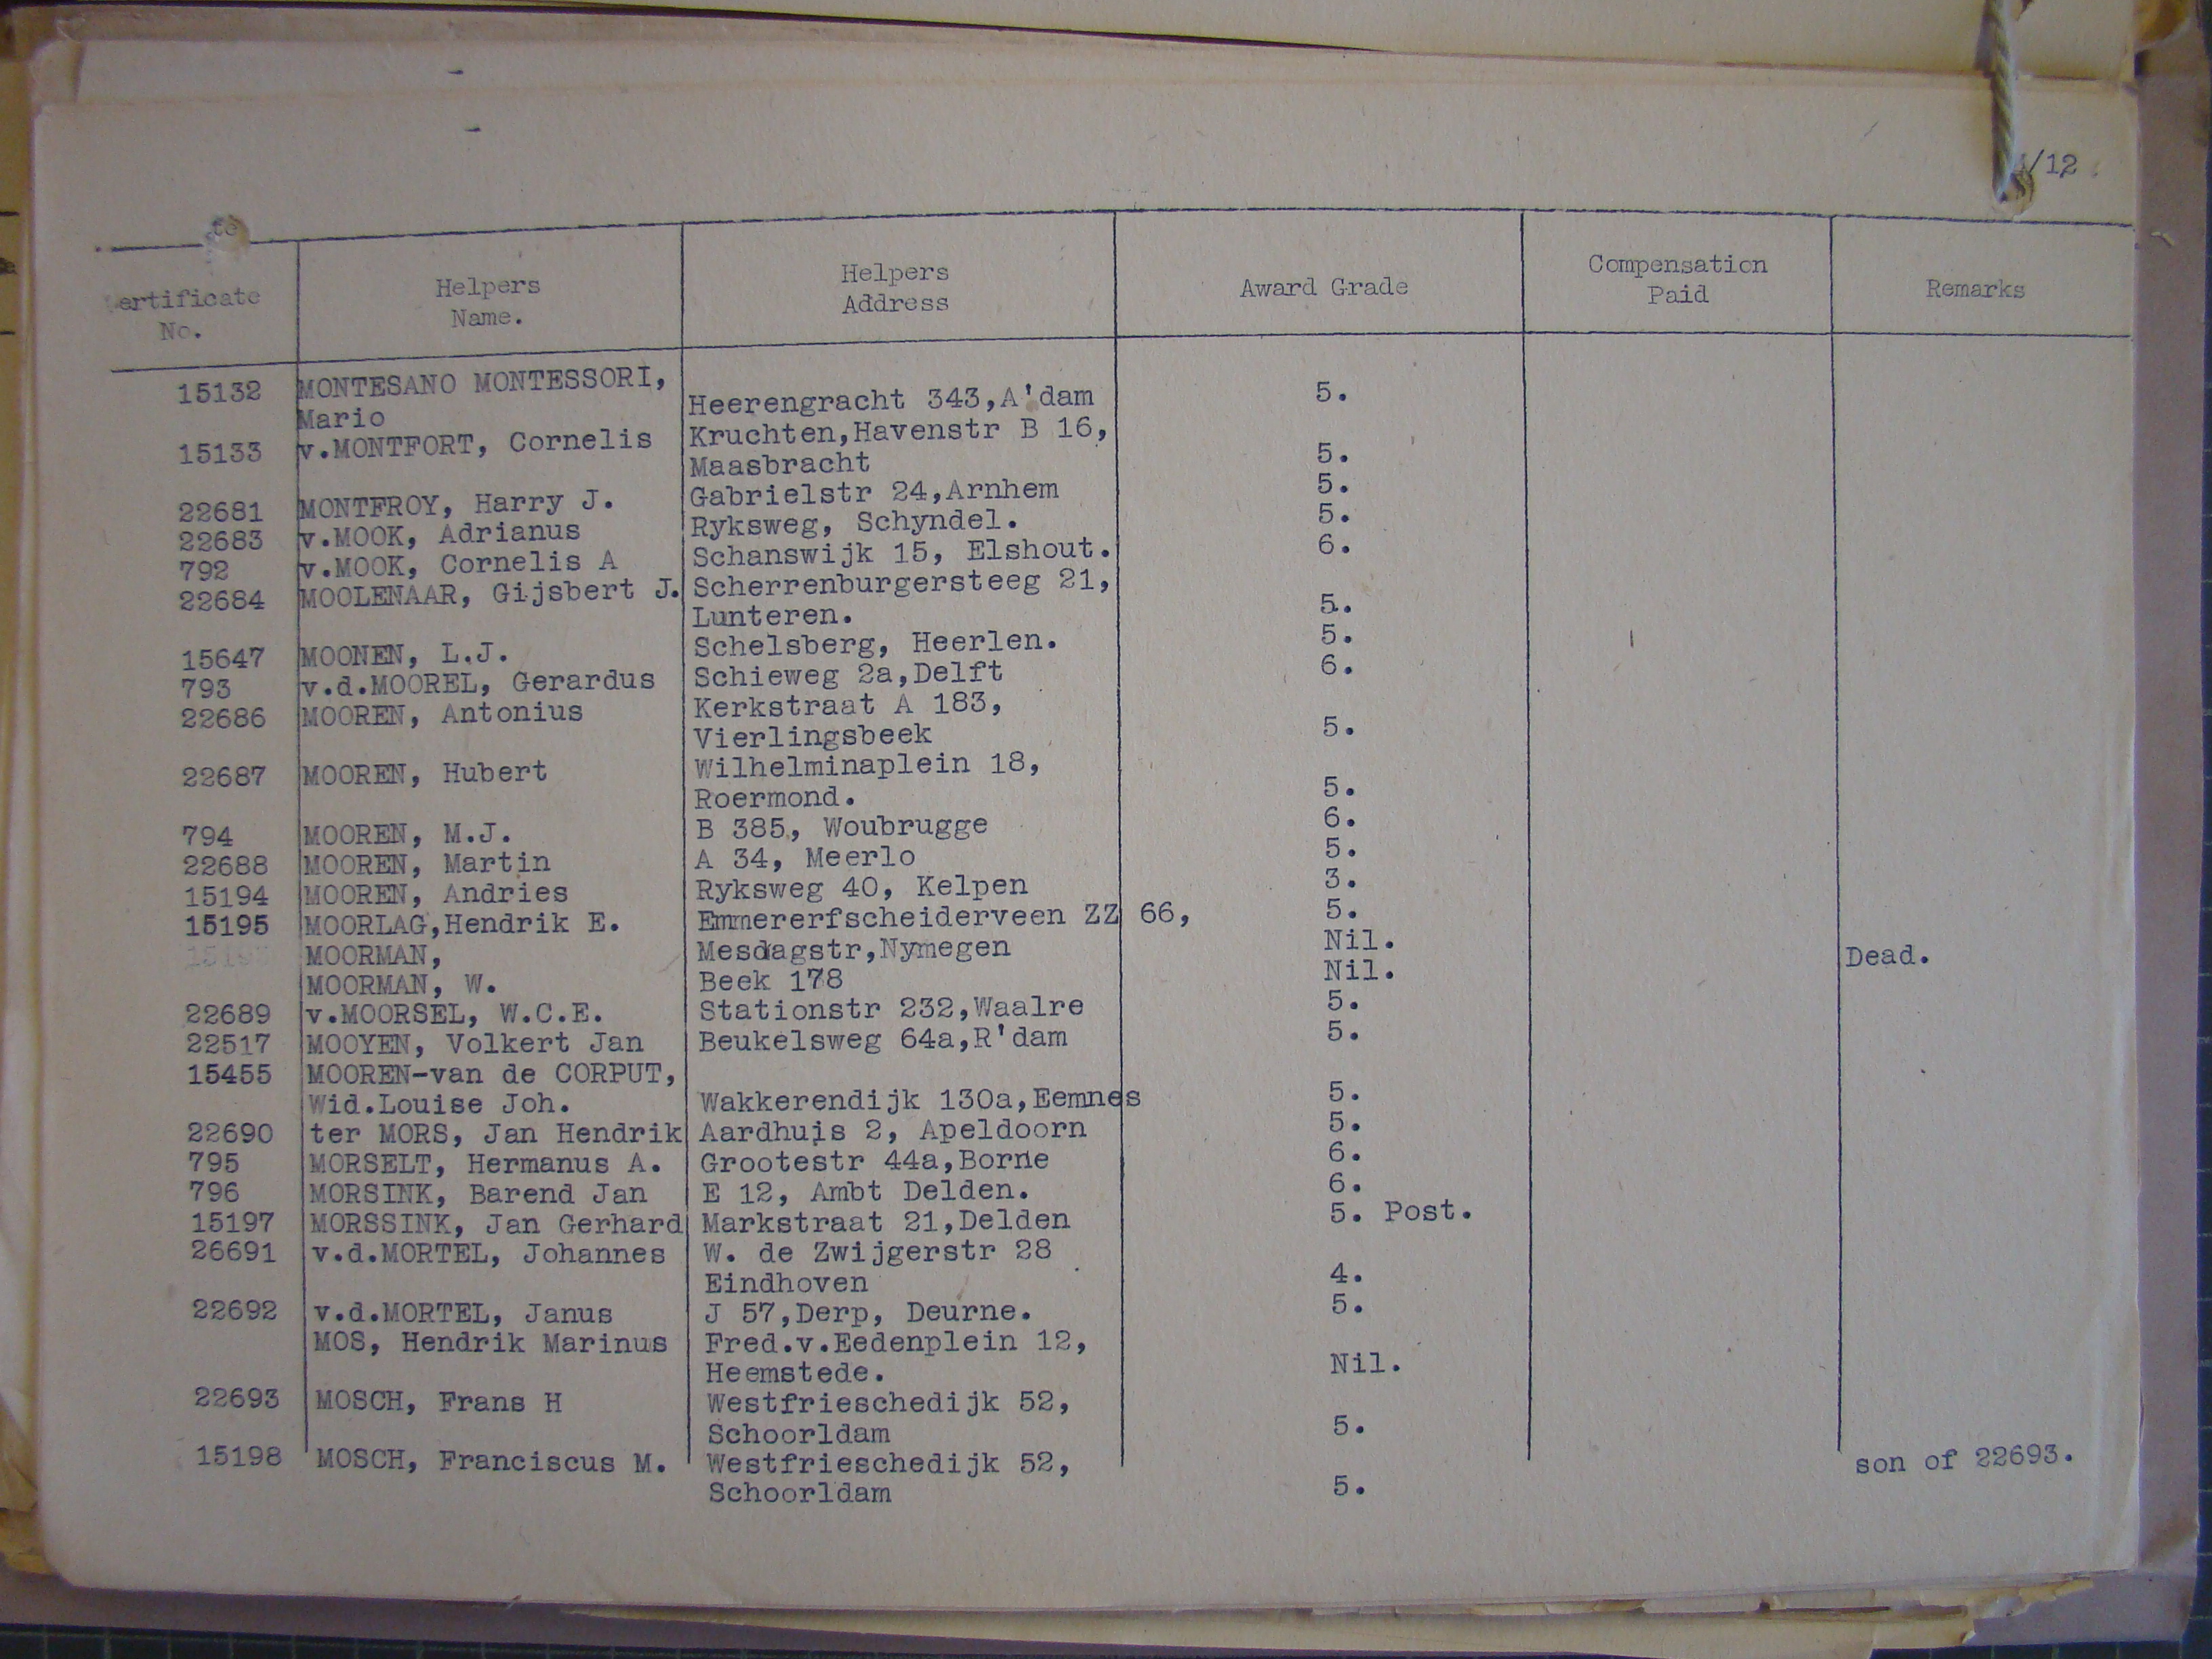 /12
te
ertificate No. Helpers Name. Helpers Address Award Grade Compensation Paid Remarks
15132 MONTESANO MONTESSORI,
Mario Heerengracht 343,A'dam 5.
15133 v.MONTFORT, Cornelis Kruchten,Havenstr B 16,
Maasbracht 5.
22681 MONTFROY, Harry J. Gabrielstr 24,Arnhem 5.
22683 v.MOOK, Adrianus Ryksweg, Schyndel. 5.
792 v.MOOK, Cornelis A Schanswijk 15, Elshout. 6.
22684 MOOLENAAR, Gijsbert J. Scherrenburgersteeg 21,
Lunteren. 5.
15647 MOONEN, L.J. Schelsberg, Heerlen. 5.
793 v.d.MOOREL, Gerardus Schieweg 2a,Delft 6.
22686 MOOREN, Antonius Kerkstraat A 183,
Vierlingsbeek 5.
22687 MOOREN, Hubert Wilhelminaplein 18,
Roermond. 5.
794 MOOREN, M.J. B 385, Woubrugge 6.
22688 MOOREN, Martin A 34, Meerlo 5.
15194 MOOREN, Andries Ryksweg 40, Kelpen 3.
15195 MOORLAG,Hendrik E. Emmererfscheiderveen ZZ 66, 5.
MOORMAN, Mesdagstr,Nymegen Nil. Dead.
MOORMAN, W. Beek 178 Nil.
22689 v.MOORSEL, W.C.E. Stationstr 232,Waalre 5.
22517 MOOYEN, Volkert Jan Beukelsweg 64a,R'dam 5.
15455 MOOREN-van de CORPUT,
Wid.Louise Joh. Wakkerendijk 130a,Eemnes 5.
22690 ter MORS, Jan Hendrik Aardhuis 2, Apeldoorn 5.
795 MORSELT, Hermanus A. Grootestr 44a,Borne 6.
796 MORSINK, Barend Jan E 12, Ambt Delden. 6.
15197 MORSSINK, Jan Gerhard Markstraat 21,Delden 5. Post.
26691 v.d.MORTEL, Johannes W. de Zwijgerstr 28
Eindhoven 4.
22692 v.d.MORTEL, Janus J 57,Derp, Deurne. 5.
MOS, Hendrik Marinus Fred.v.Eedenplein 12,
Heemstede. Nil.
22693 MOSCH, Frans H Westfrieschedijk 52,
Schoorldam 5.
15198 MOSCH, Franciscus M. Westfrieschedijk 52, son of 22693.
Schoorldam 5.